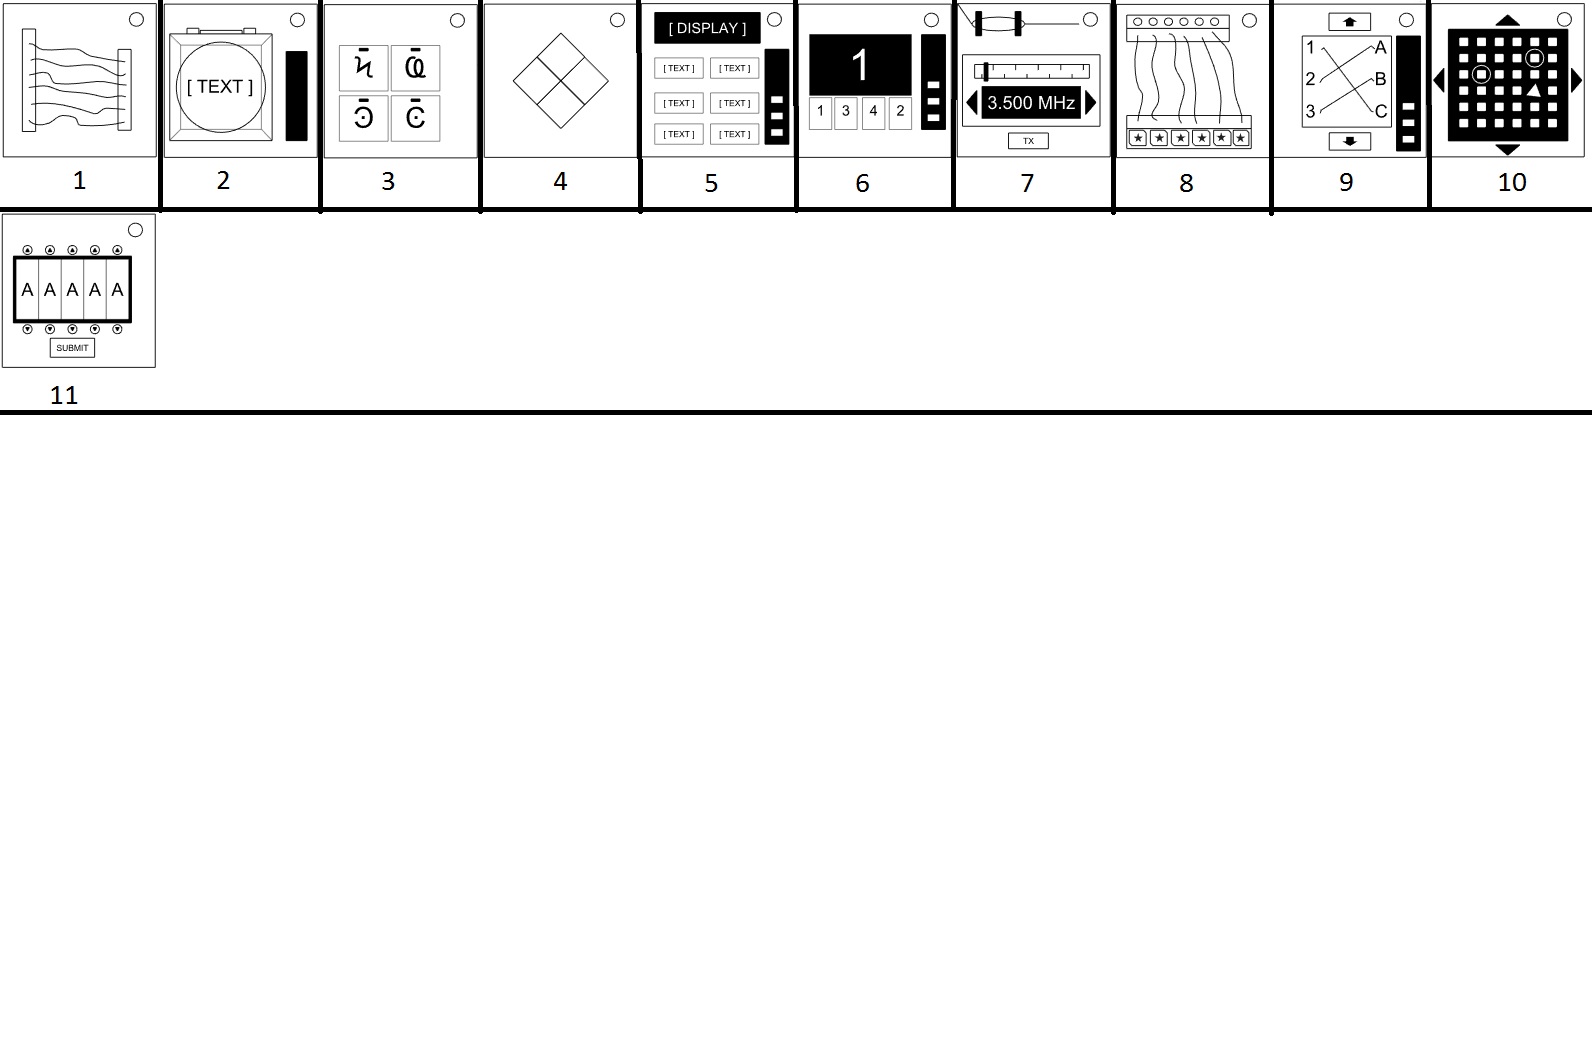 [ TEXT ]
Ϟ Ҩ
Ͽ Ͼ
[ DISPLAY ]
[ TEXT ] [ TEXT ]
[ TEXT ] [ TEXT ]
[ TEXT ] [ TEXT ]
1
1 3 4 2
3.500 MHz
TX
1 A
2 B
3 C
1 2 3 4 5 6 7 8 9 10
A A A A A
SUBMIT
11